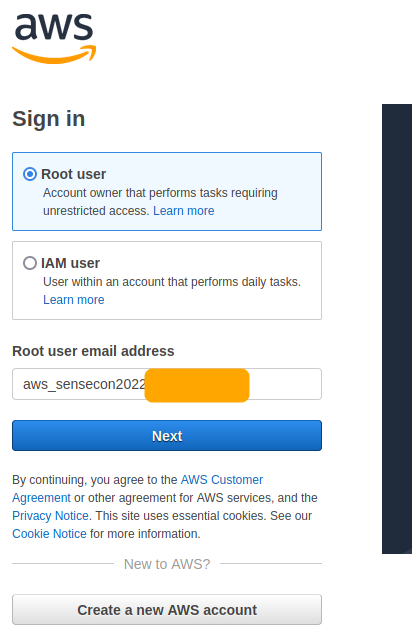 aws
Sign in
Root user
Account owner that performs tasks requiring
unrestricted access. Learn more
IAM user
User within an account that performs daily tasks.
Learn more
Root user email address
aws_sensecon2022
Next
By continuing, you agree to the AWS Customer
Agreement or other agreement for AWS services, and the
Privacy Notice. This site uses essential cookies. See our
Cookie Notice for more information.
New to AWS?
Create a new AWS account